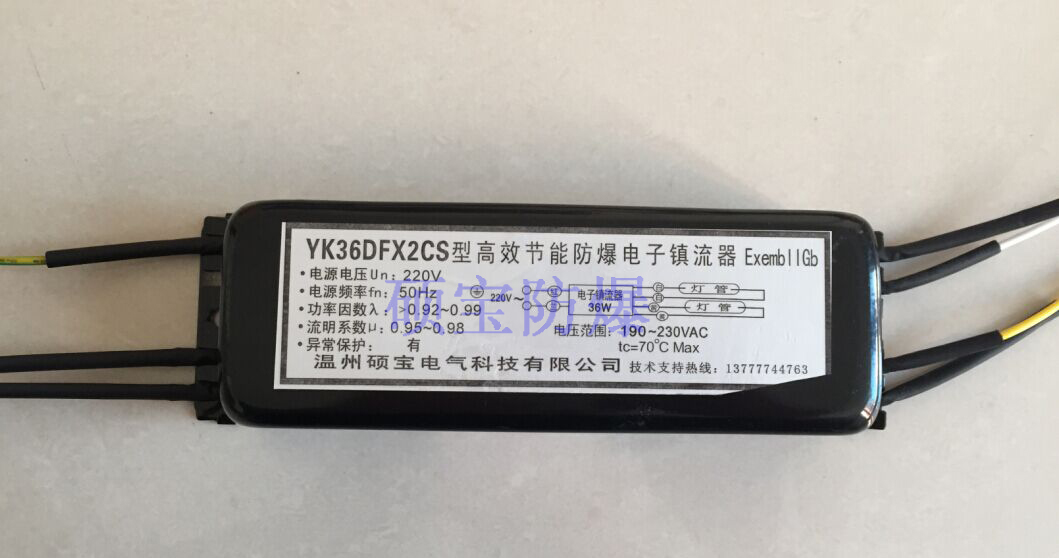 YK36DFX2CS型高效节能防爆电子镇流器 ExembIIGb
·电源电压Un：220V
·电源频率fn：50Hz
·功率因数λ：0.92~0.99
·流明系数μ：0.95~0.98
·异常保护：有
220V~
电子镇流器
36W
白
灯管
白
灯管
电压范围：190~230VAC
tc=70℃ Max
温州硕宝电气科技有限公司 技术支持热线：13777744763
硕宝防爆